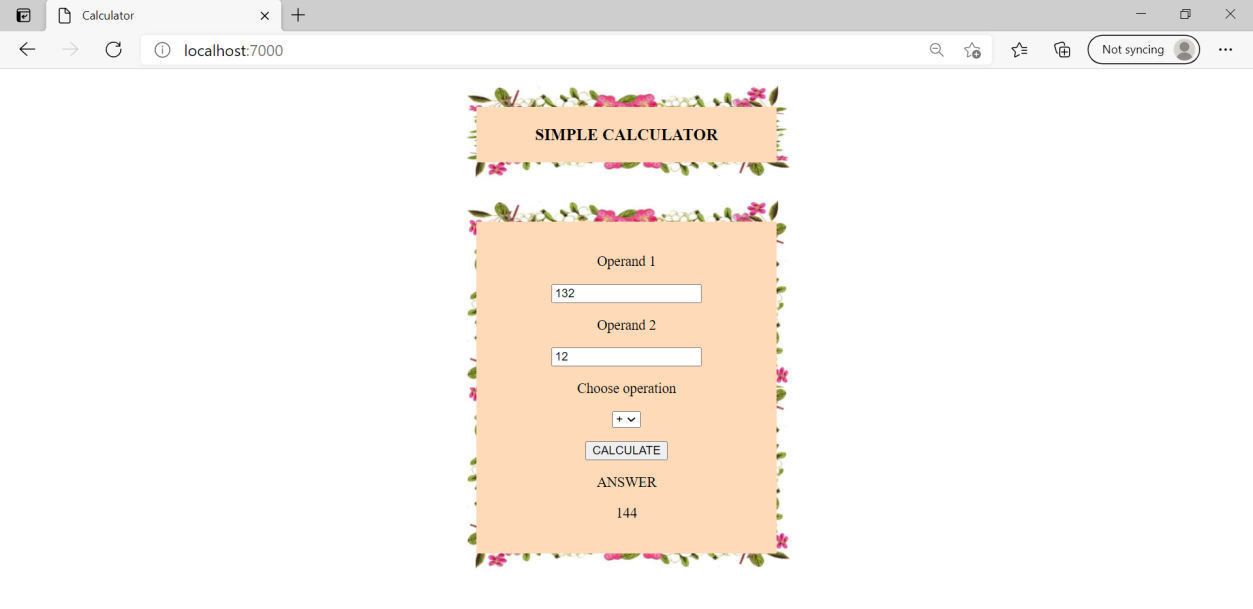 Calculator
localhost:7000
Not syncing
SIMPLE CALCULATOR
Operand 1
132
Operand 2
12
Choose operation
+
CALCULATE
ANSWER
144